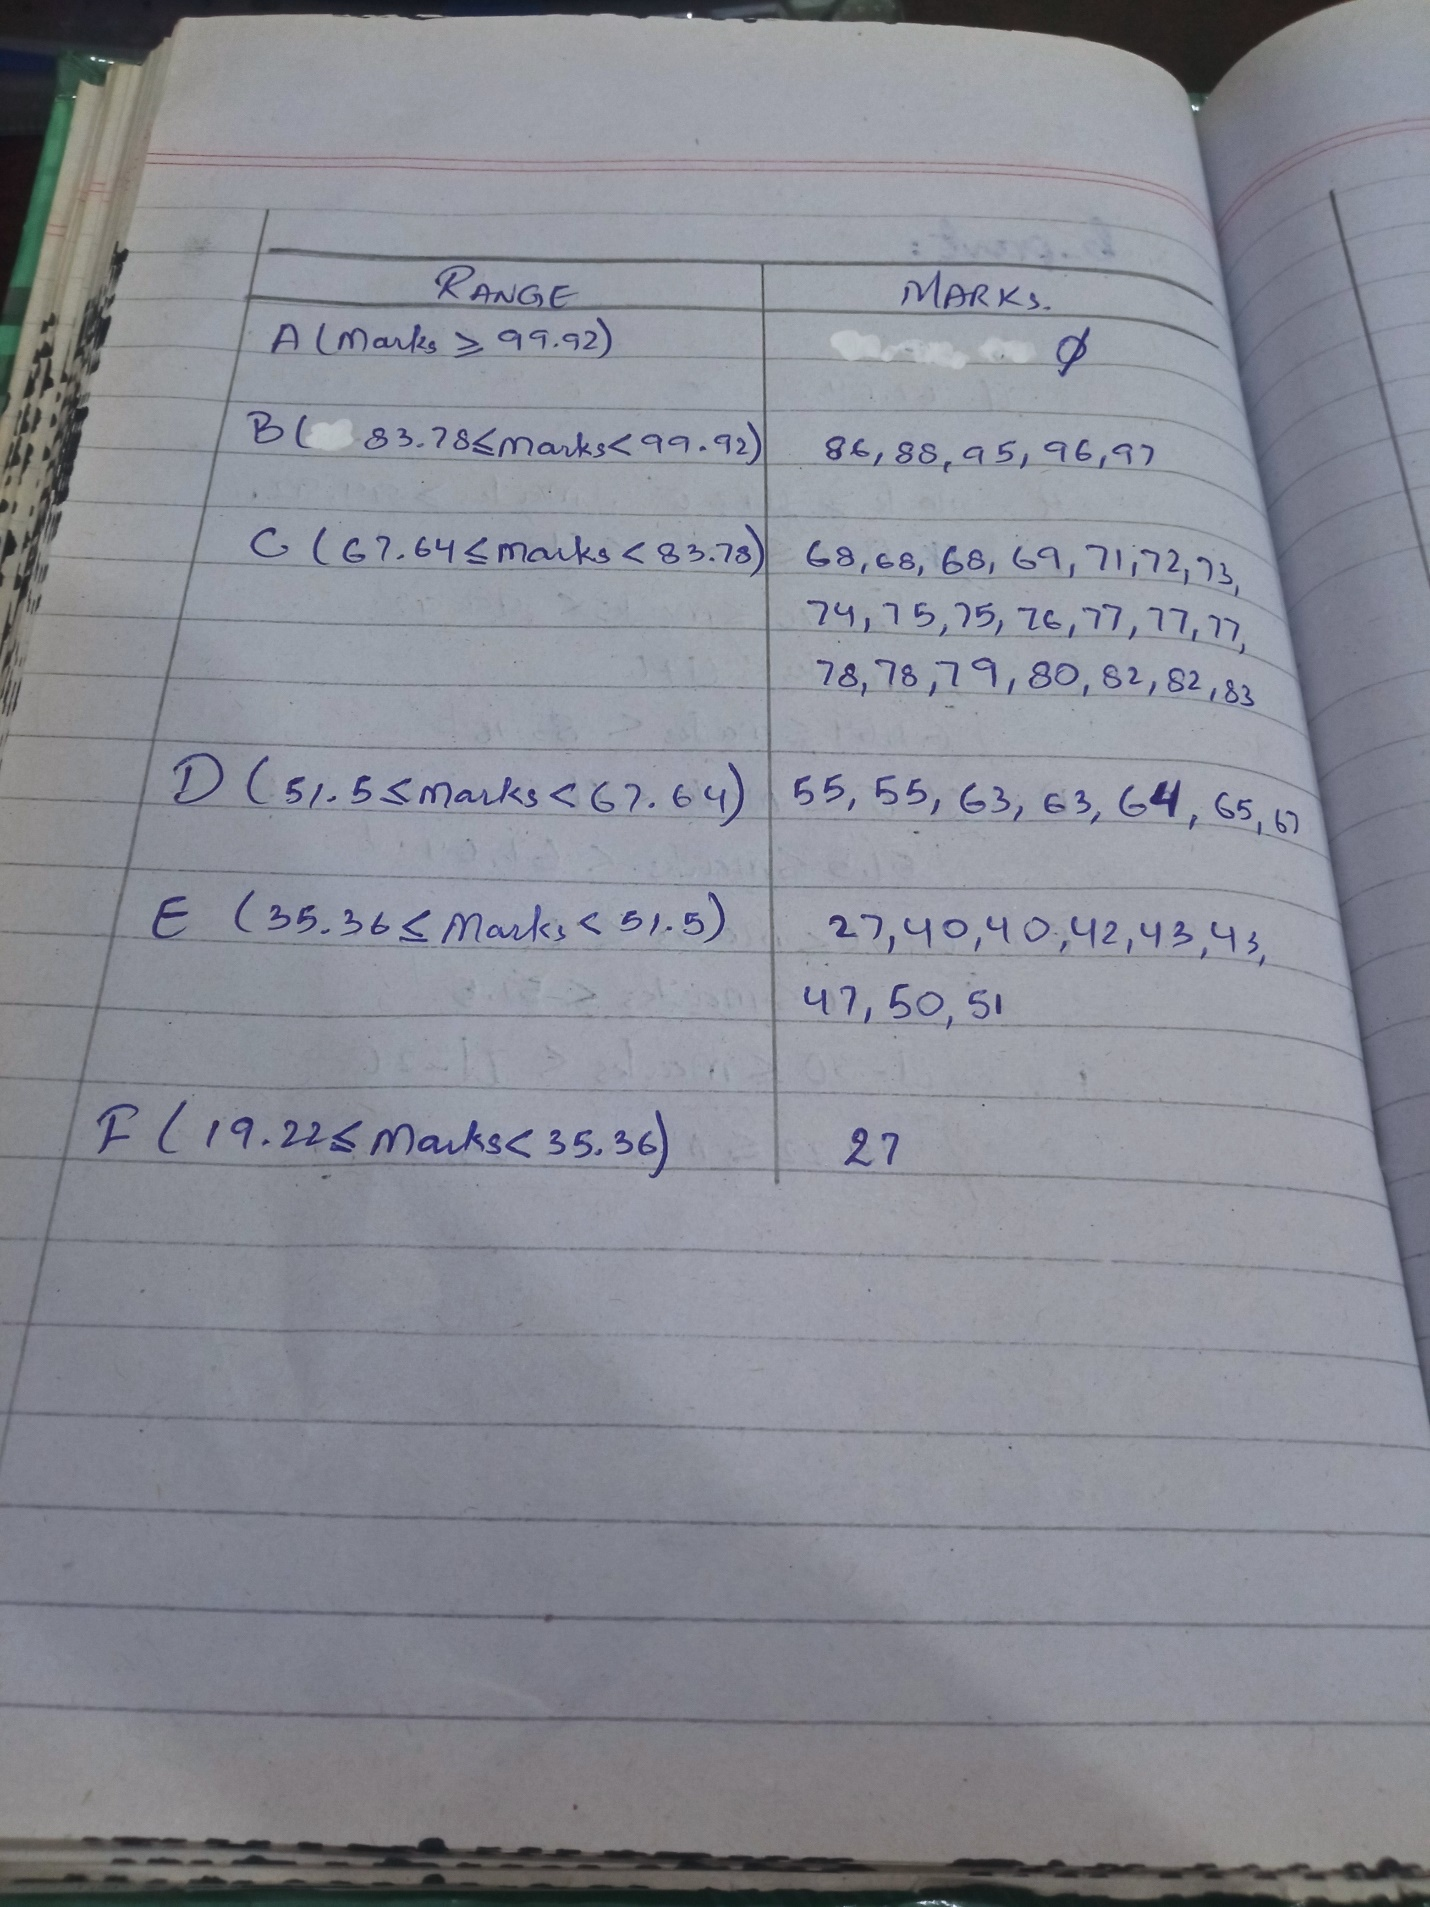 RANGE MARKS.
A (Marks ≥ 99.92) ϕ
B ( 83.78≤marks<99.92) 86, 88, 95, 96, 97
C (67.64≤marks<83.78) 68, 68, 68, 69, 71, 72, 73,
74, 75, 75, 76, 77, 77, 77,
78, 78, 79, 80, 82, 82, 83
D (51.5≤marks<67.64) 55, 55, 63, 63, 64, 65, 67
E (35.36≤Marks<51.5) 27, 40, 40, 42, 43, 43,
47, 50, 51
F (19.22≤Marks<35.36) 27